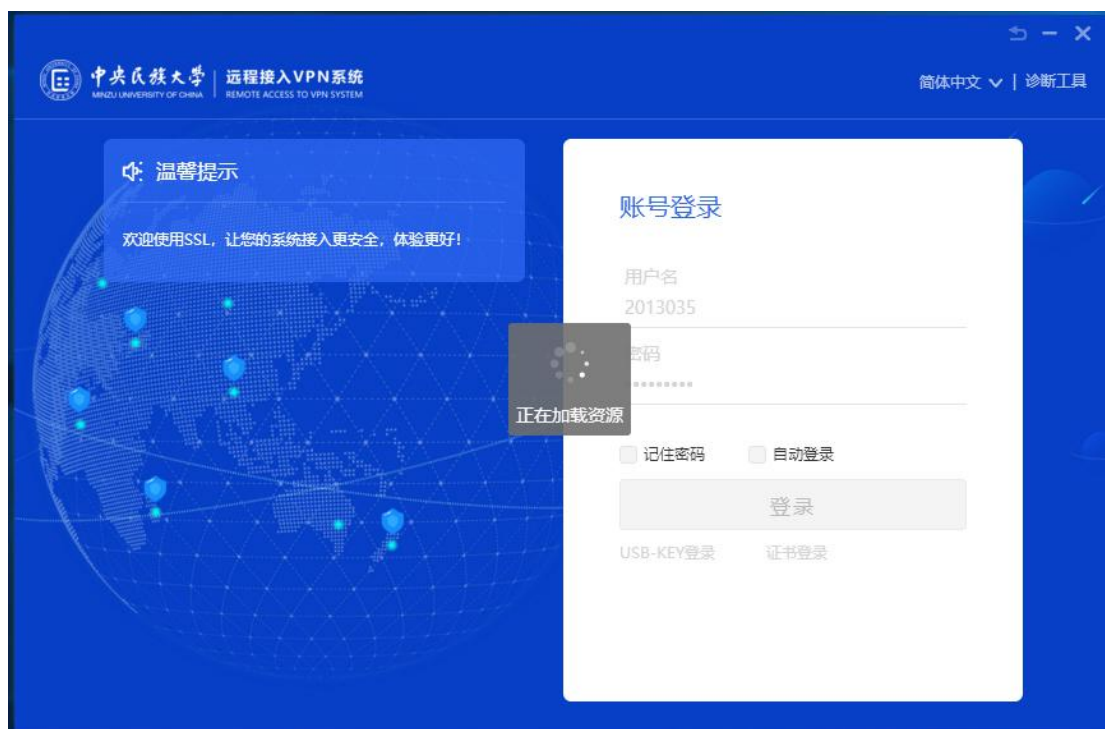 中央民族大学 | 远程接入VPN系统
MINZU UNIVERSITY OF CHINA | REMOTE ACCESS TO VPN SYSTEM
简体中文 | 诊断工具
温馨提示
欢迎使用SSL，让您的系统接入更安全，体验更好！
账号登录
用户名
2013035
密码
•••••••••
正在加载资源
记住密码 自动登录
登录
USB-KEY登录 证书登录